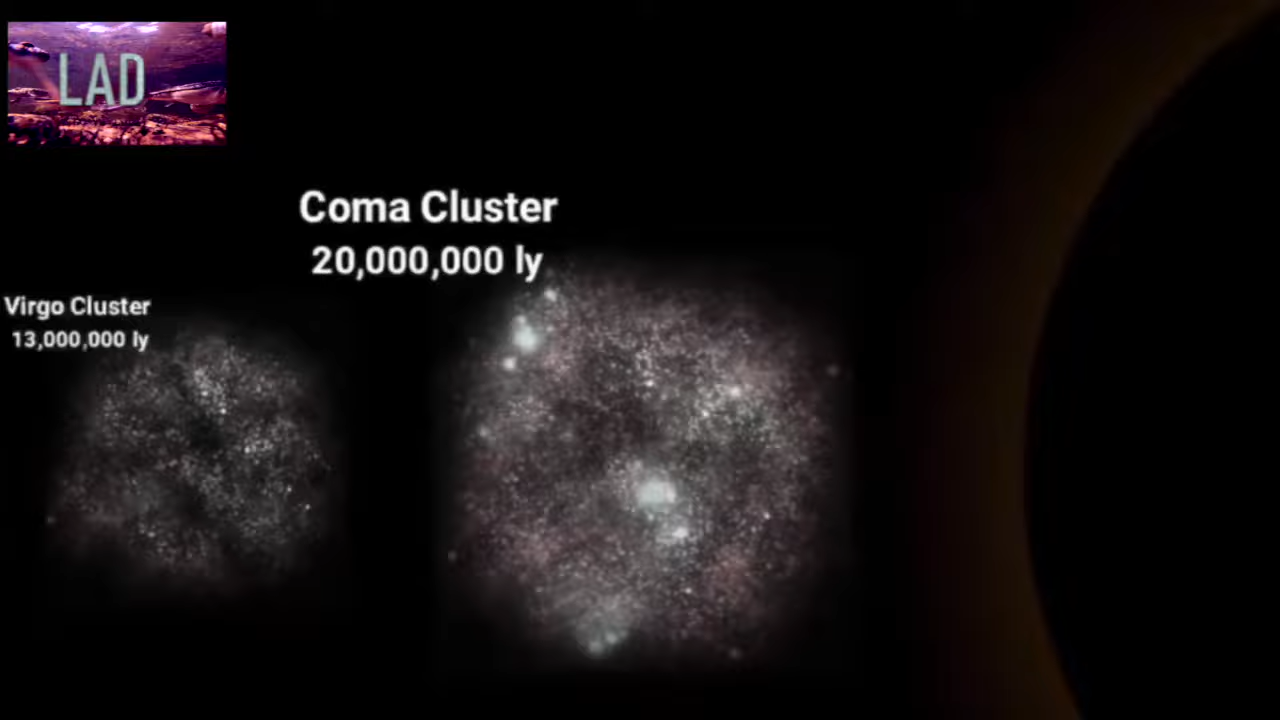 LAD
Coma Cluster
20,000,000 ly
Virgo Cluster
13,000,000 ly